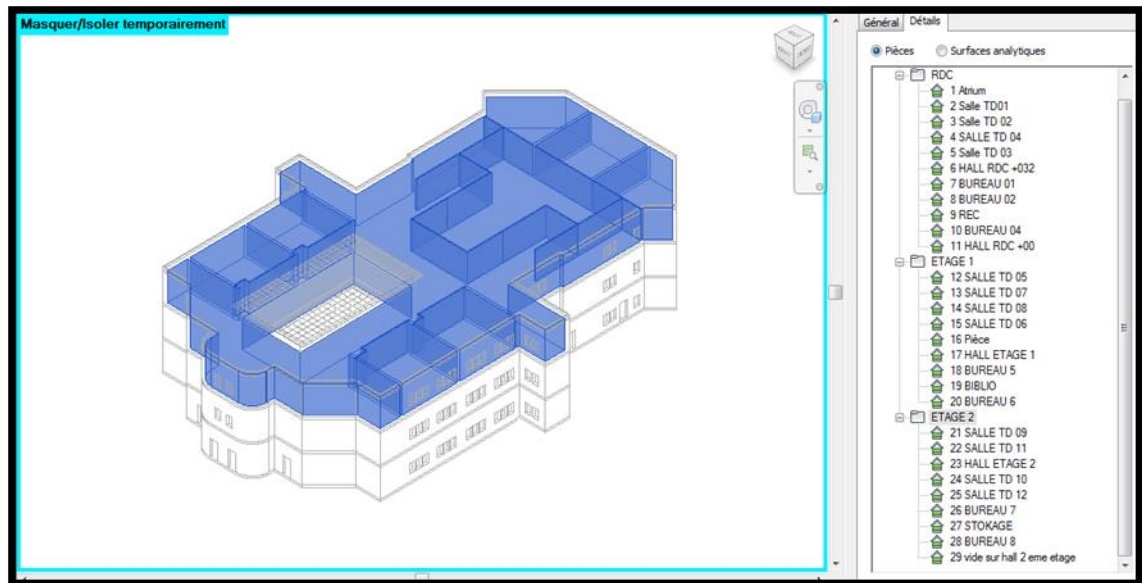 Masquer/Isoler temporairement
Général Détails
Pièces Surfaces analytiques
RDC
1 Atrium
2 Salle TD01
3 Salle TD 02
4 SALLE TD 04
5 Salle TD 03
6 HALL RDC +032
7 BUREAU 01
8 BUREAU 02
9 REC
10 BUREAU 04
11 HALL RDC +00
ETAGE 1
12 SALLE TD 05
13 SALLE TD 07
14 SALLE TD 08
15 SALLE TD 06
16 Pièce
17 HALL ETAGE 1
18 BUREAU 5
19 BIBLIO
20 BUREAU 6
ETAGE 2
21 SALLE TD 09
22 SALLE TD 11
23 HALL ETAGE 2
24 SALLE TD 10
25 SALLE TD 12
26 BUREAU 7
27 STOKAGE
28 BUREAU 8
29 vide sur hall 2 eme etage